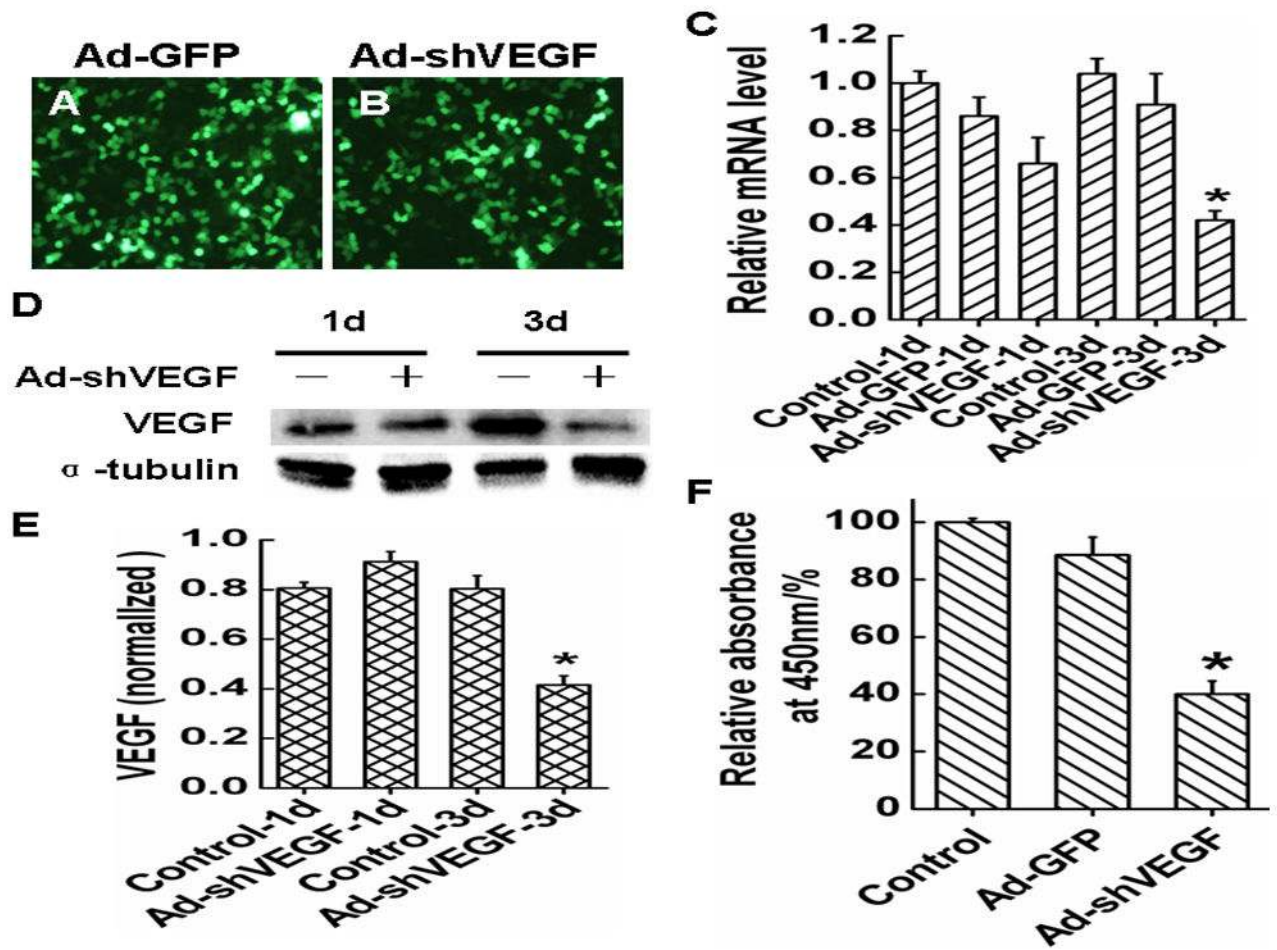 Ad-GFP Ad-shVEGF
A B
C
Relative mRNA level
1.2
1.0
0.8
0.6
0.4
0.2
0.0
*
Control-1d
Ad-GFP-1d
Ad-shVEGF-1d
Control-3d
Ad-GFP-3d
Ad-shVEGF-3d
D
1d 3d
Ad-shVEGF − + − +
VEGF
α-tubulin
E
VEGF (normallized )
1.0
0.8
0.6
0.4
0.2
0.0
*
Control-1d
Ad-shVEGF-1d
Control-3d
Ad-shVEGF-3d
F
Relative absorbance
at 450nm/%
100
80
60
40
20
0
*
Control
Ad-GFP
Ad-shVEGF